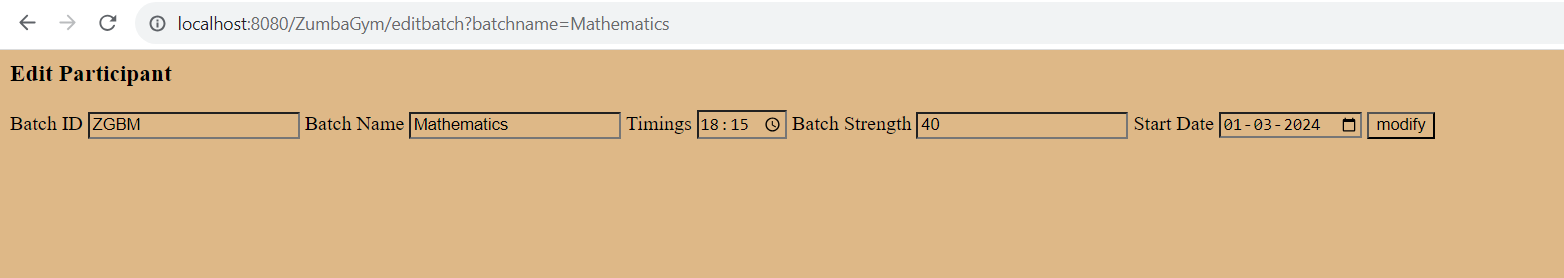 localhost:8080/ZumbaGym/editbatch?batchname=Mathematics
Edit Participant
Batch ID ZGBM Batch Name Mathematics Timings 18:15 Batch Strength 40 Start Date 01-03-2024 modify